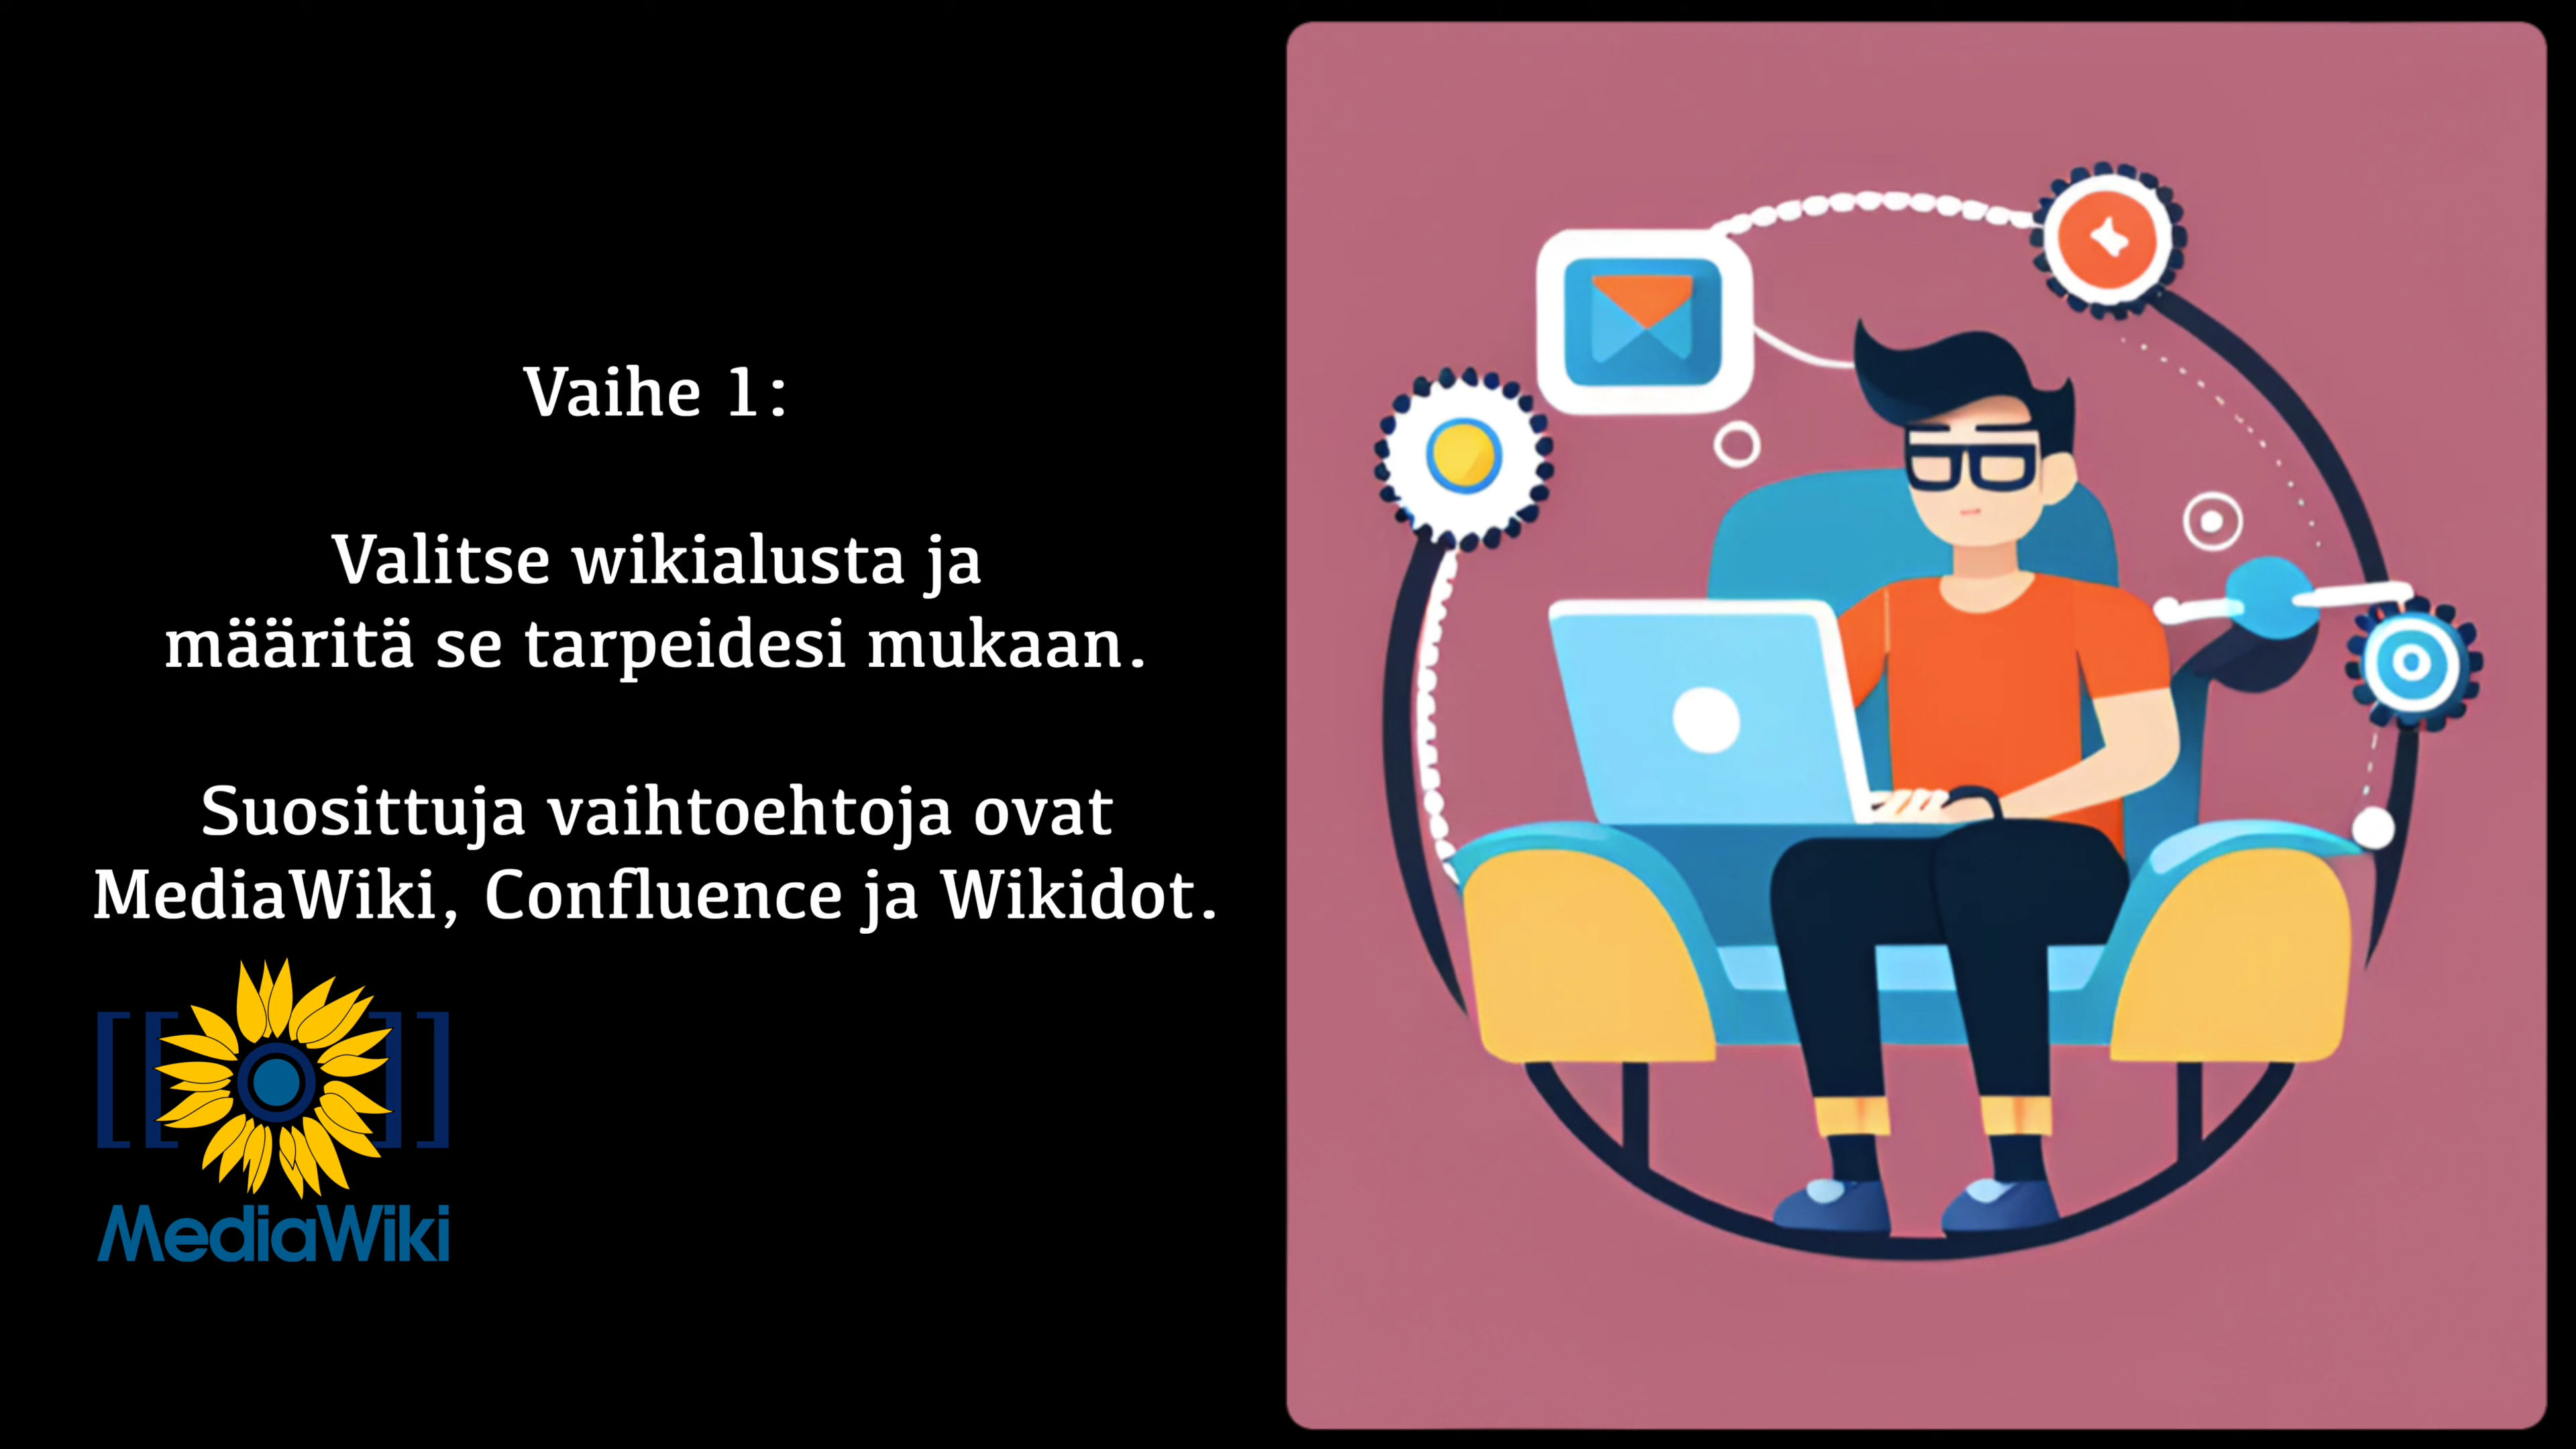 Vaihe 1:
Valitse wikialusta ja
määritä se tarpeidesi mukaan.
Suosittuja vaihtoehtoja ovat
MediaWiki, Confluence ja Wikidot.
[[ ]]
MediaWiki